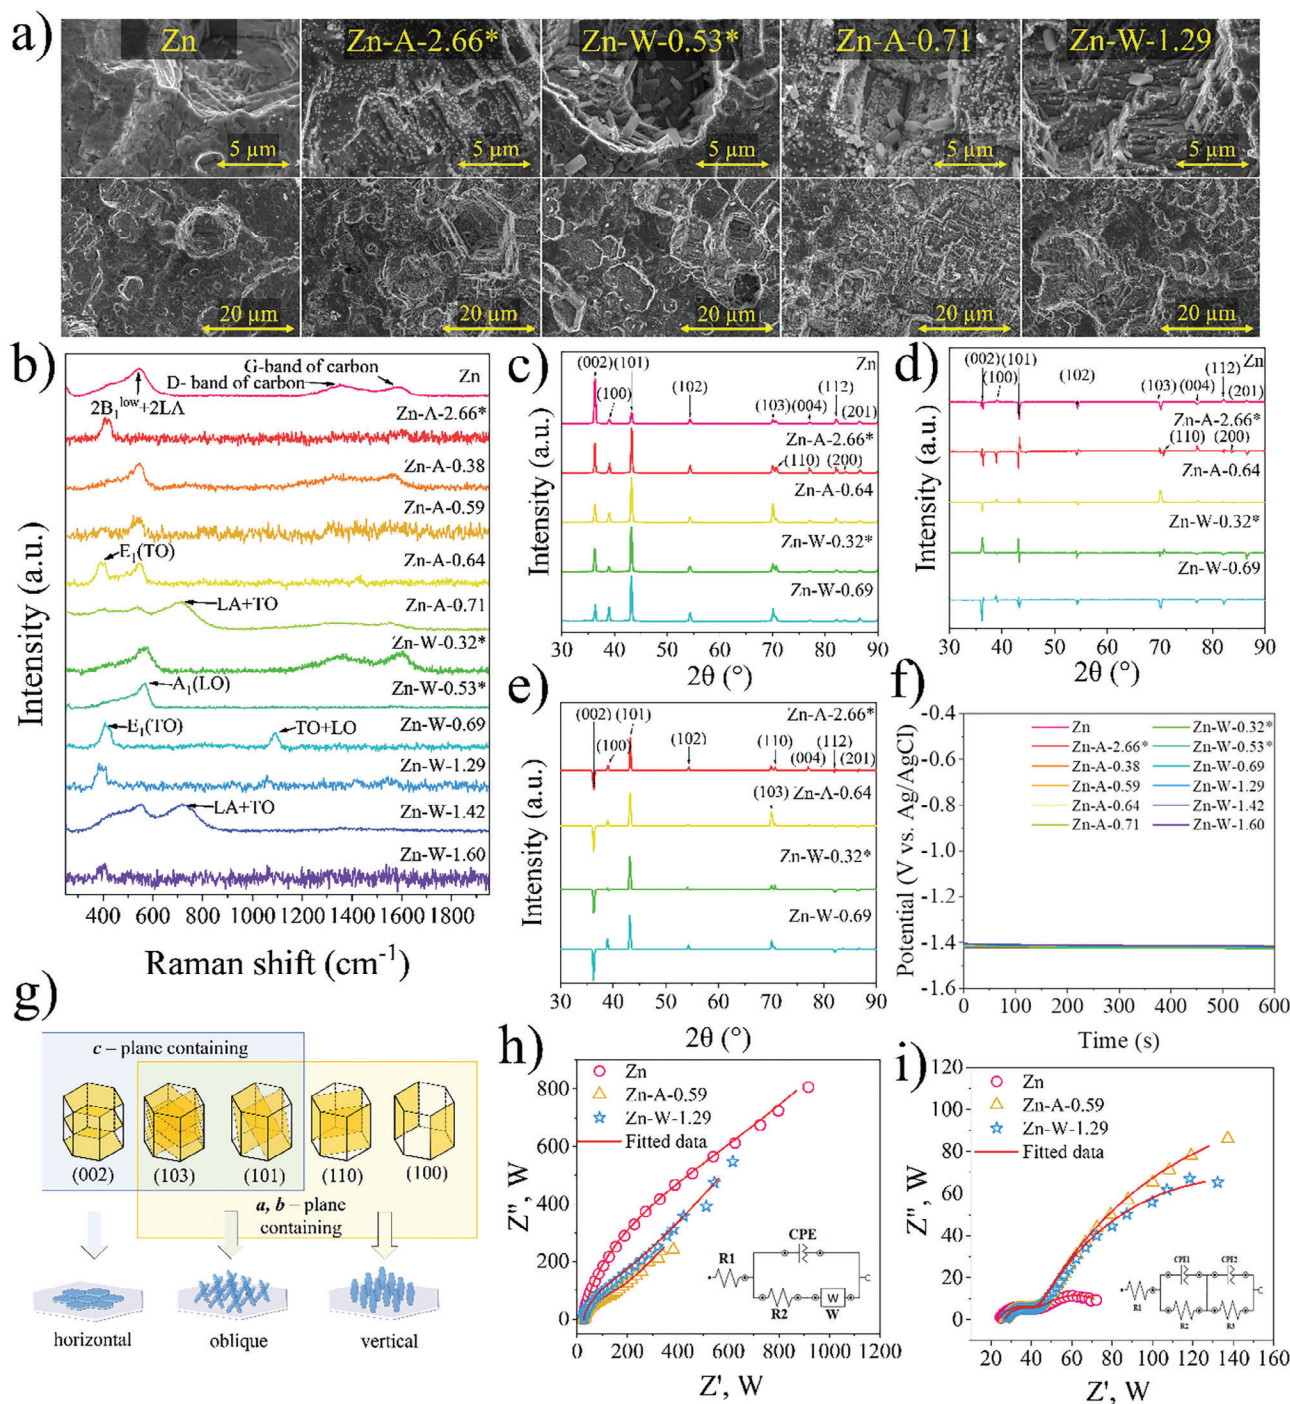 a)
Zn
Zn-A-2.66*
Zn-W-0.53*
Zn-A-0.71
Zn-W-1.29
5 µm
5 µm
5 µm
5 µm
5 µm
20 µm
20 µm
20 µm
20 µm
20 µm
b)
G-band of carbon
D- band of carbon
Zn
2B₁ˡᵒʷ+2LA
Zn-A-2.66*
Zn-A-0.38
Zn-A-0.59
E₁(TO)
Zn-A-0.64
LA+TO
Zn-A-0.71
Zn-W-0.32*
A₁(LO)
Zn-W-0.53*
E₁(TO)
TO+LO
Zn-W-0.69
Zn-W-1.29
LA+TO
Zn-W-1.42
Zn-W-1.60
400 600 800 1000 1200 1400 1600 1800
Raman shift (cm⁻¹)
Intensity (a.u.)
c)
Zn
(002) (101)
(100)
(102)
(112)
(103) (004)
(201)
Zn-A-2.66*
(110) (200)
Zn-A-0.64
Zn-W-0.32*
Zn-W-0.69
30 40 50 60 70 80 90
2θ (°)
Intensity (a.u.)
d)
Zn
(002) (101)
(112)
(100)
(102)
(103) (004)
(201)
Zn-A-2.66*
(110) (200)
Zn-A-0.64
Zn-W-0.32*
Zn-W-0.69
30 40 50 60 70 80 90
2θ (°)
Intensity (a.u.)
e)
Zn-A-2.66*
(002) (101)
(100)
(102)
(110)
(112)
(004)
(201)
(103) Zn-A-0.64
Zn-W-0.32*
Zn-W-0.69
30 40 50 60 70 80 90
2θ (°)
Intensity (a.u.)
f)
-0.4
-0.6
-0.8
-1.0
-1.2
-1.4
-1.6
Zn
Zn-A-2.66*
Zn-A-0.38
Zn-A-0.59
Zn-A-0.64
Zn-A-0.71
Zn-W-0.32*
Zn-W-0.53*
Zn-W-0.69
Zn-W-1.29
Zn-W-1.42
Zn-W-1.60
0 100 200 300 400 500 600
Time (s)
Potential (V vs. Ag/AgCl)
g)
c – plane containing
(002) (103) (101) (110) (100)
a, b – plane
containing
horizontal
oblique
vertical
h)
800
600
400
200
0
Zn
Zn-A-0.59
Zn-W-1.29
Fitted data
CPE
R1
R2
W
W
0 200 400 600 800 1000 1200
Z', W
Z'', W
i)
120
100
80
60
40
20
0
Zn
Zn-A-0.59
Zn-W-1.29
Fitted data
CPE1
CPE2
R1
R2
R3
20 40 60 80 100 120 140 160
Z', W
Z'', W